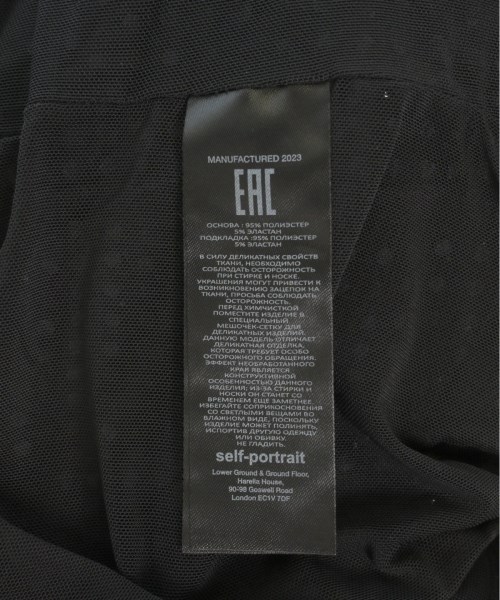 MANUFACTURED 2023
EAC
ОСНОВА : 95% ПОЛИЭСТЕР
5% ЭЛАСТАН
ПОДКЛАДКА :95% ПОЛИЭСТЕР
5% ЭЛАСТАН
В СИЛУ ДЕЛИКАТНЫХ СВОЙСТВ
ТКАНИ, НЕОБХОДИМО
СОБЛЮДАТЬ ОСТОРОЖНОСТЬ
ПРИ СТИРКЕ И НОСКЕ.
УКРАШЕНИЯ МОГУТ ПРИВЕСТИ К
ВОЗНИКНОВЕНИЮ ЗАЦЕПОК НА
ТКАНИ, ПРОСЬБА СОБЛЮДАТЬ
ОСТОРОЖНОСТЬ.
ПЕРЕД ХИМЧИСТКОЙ
ПОМЕСТИТЕ ИЗДЕЛИЕ В
СПЕЦИАЛЬНЫЙ
МЕШОЧЕК-СЕТКУ ДЛЯ
ДЕЛИКАТНЫХ ИЗДЕЛИЙ.
ДАННУЮ МОДЕЛЬ ОТЛИЧАЕТ
ДЕЛИКАТНАЯ ОТДЕЛКА,
КОТОРАЯ ТРЕБУЕТ ОСОБО
ОСТОРОЖНОГО ОБРАЩЕНИЯ.
ЭФФЕКТ НЕОБРАБОТАННОГО
КРАЯ ЯВЛЯЕТСЯ
КОНСТРУКТИВНОЙ
ОСОБЕННОСТЬЮ ДАННОГО
ИЗДЕЛИЯ; ИЗ-ЗА СТИРКИ И
НОСКИ ОН СТАНЕТ СО
ВРЕМЕНЕМ ЕЩЕ ЗАМЕТНЕЕ.
ИЗБЕГАЙТЕ СОПРИКОСНОВЕНИЯ
СО СВЕТЛЫМИ ВЕЩАМИ ВО
ВЛАЖНОМ ВИДЕ, ПОСКОЛЬКУ
ИЗДЕЛИЕ МОЖЕТ ПОЛИНЯТЬ,
ИСПОРТИВ ДРУГУЮ ОДЕЖДУ
ИЛИ ОБИВКУ.
НЕ ГЛАДИТЬ.
self-portrait
Lower Ground & Ground Floor,
Harella House,
90-98 Goswell Road
London EC1V 7DF